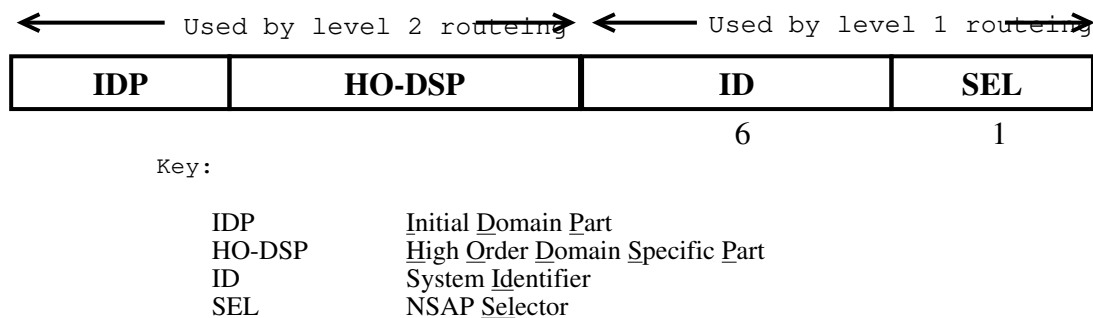 Used by level 2 routeing Used by level 1 routeing
IDP HO-DSP ID SEL
6 1
Key:
IDP Initial Domain Part
HO-DSP High Order Domain Specific Part
ID System Identifier
SEL NSAP Selector